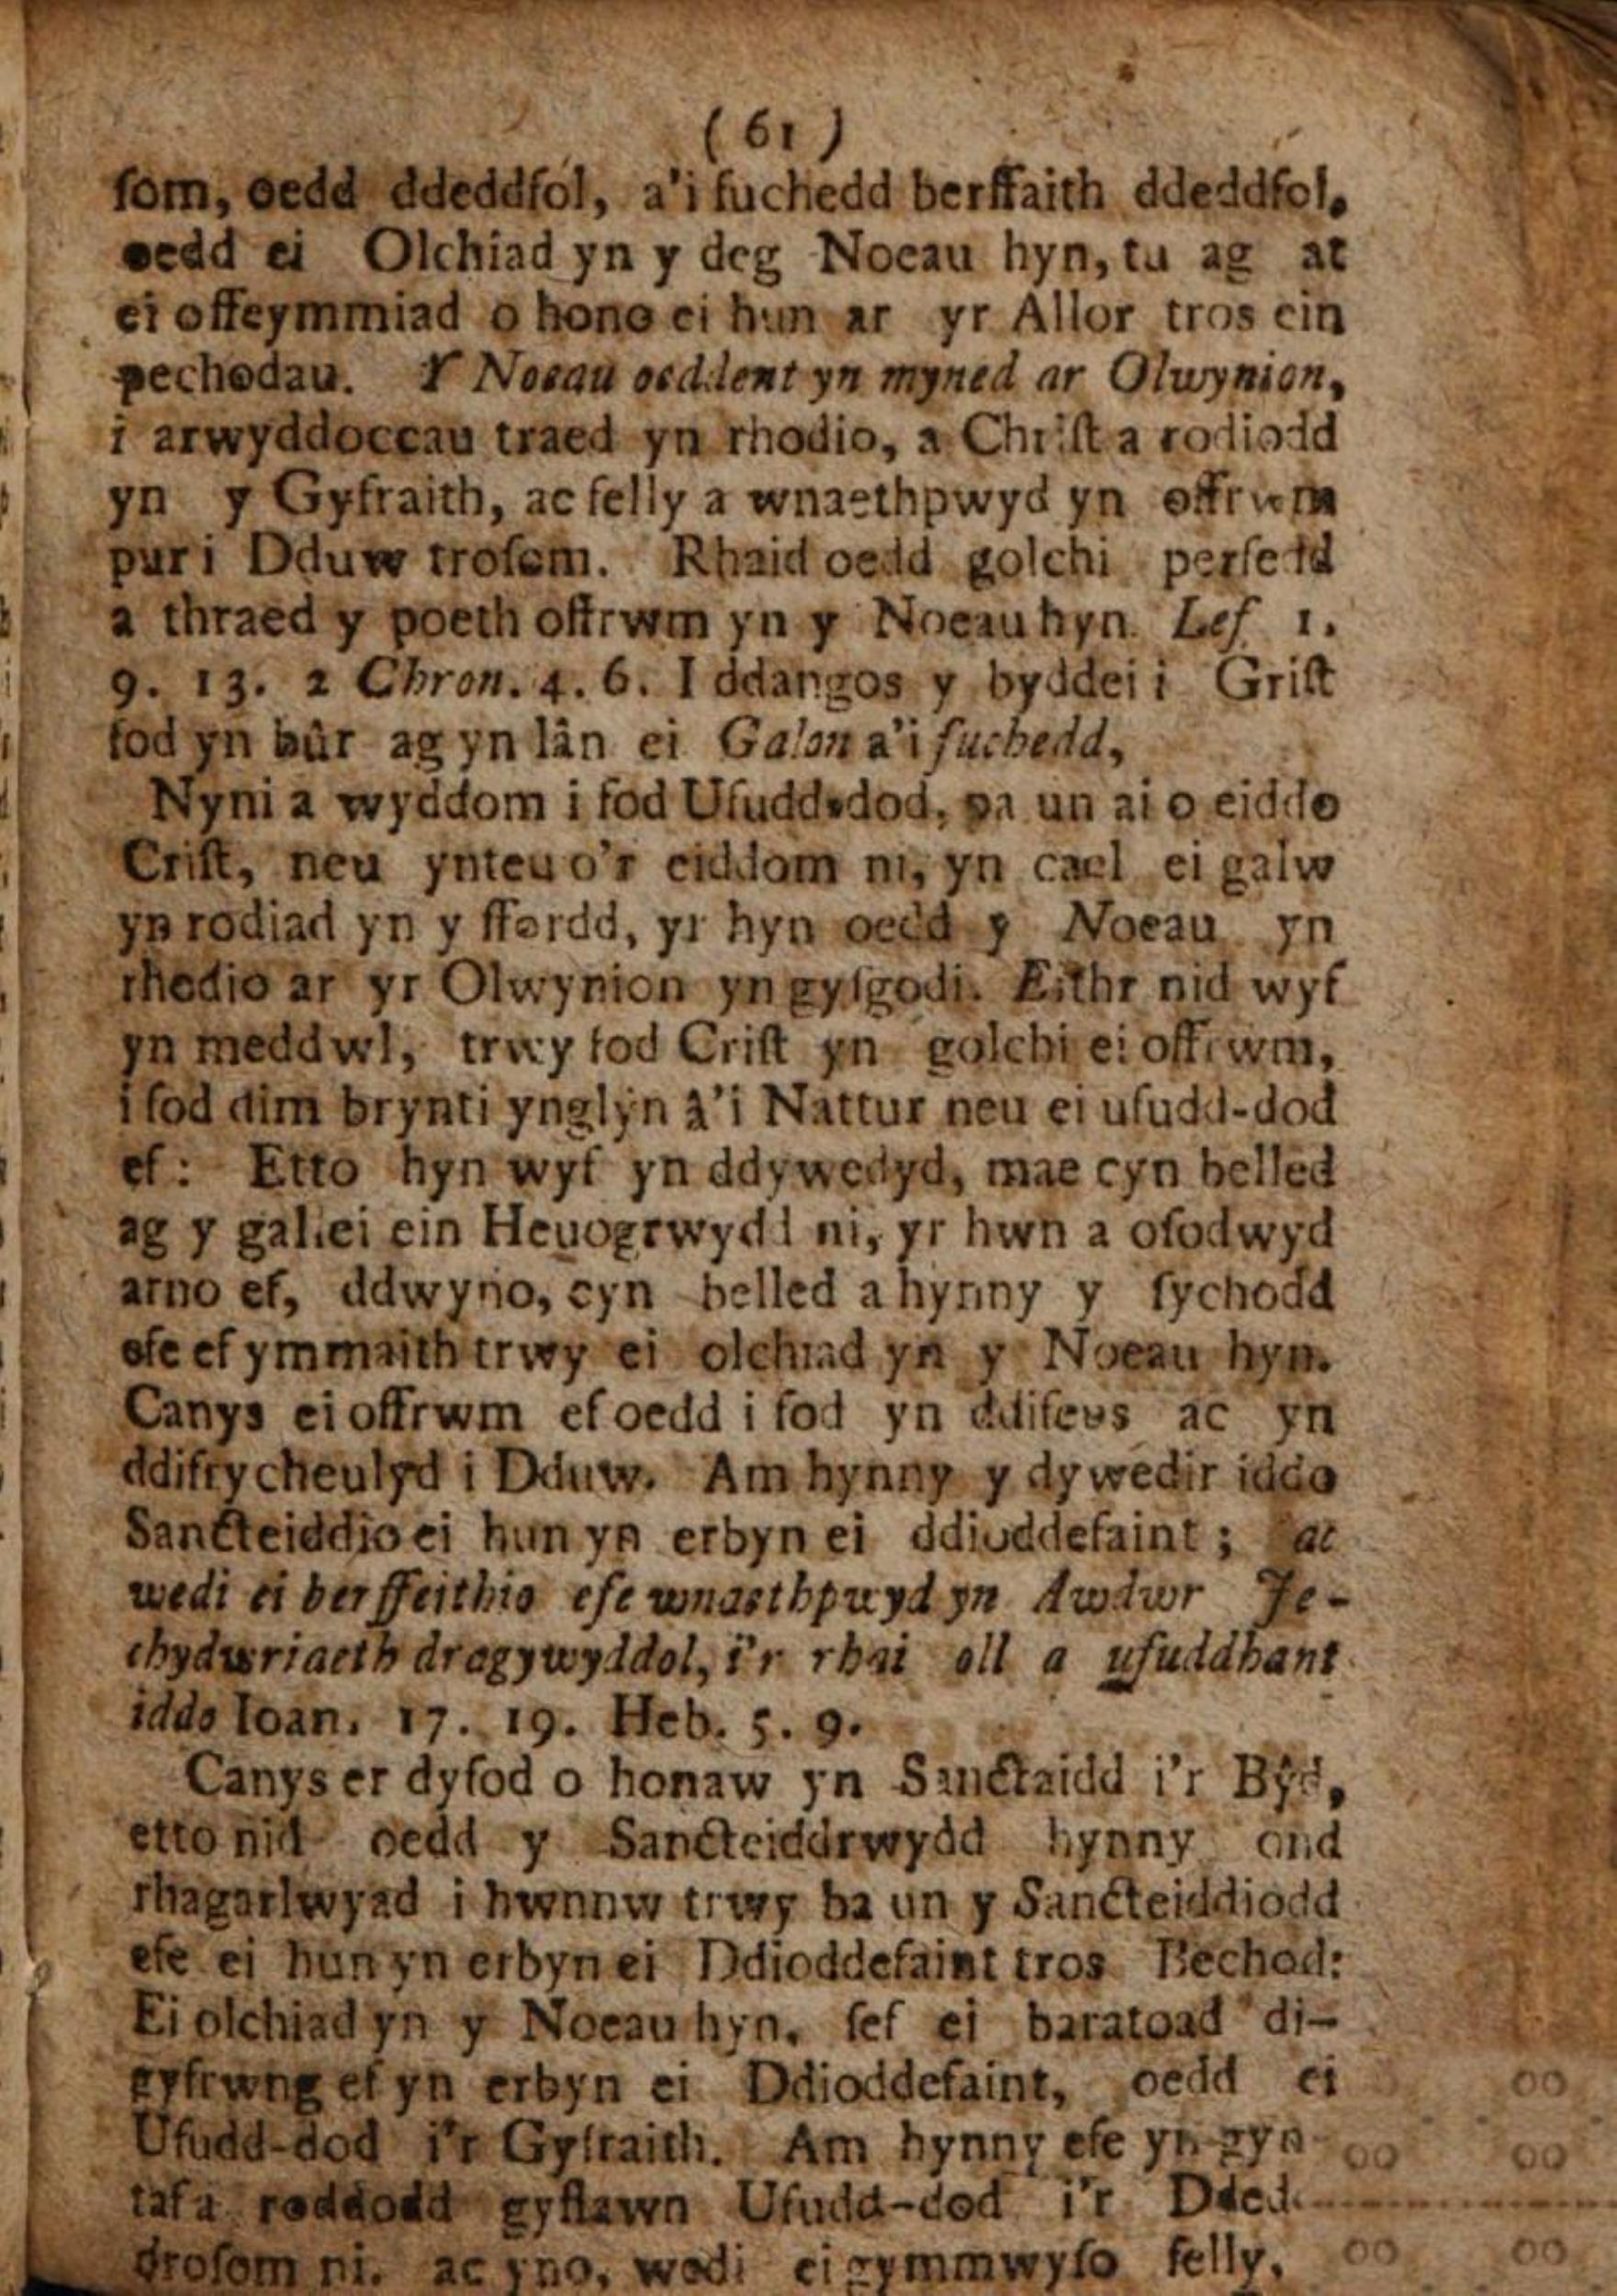 ( 61 )
ſom, oedd ddeddfol, a'i fuchedd berffaith ddeddfol,
oedd ei Olchiad yn y deg Noeau hyn, tu ag at
ei offeymmiad o hono ei hun ar yr Allor tros ein
pechodau. Y Noeau oeddent yn myned ar Olwynion,
i arwyddoccau traed yn rhodio, a Chriſt a rodiodd
yn y Gyfraith, ac felly a wnaethpwyd yn offrwm
pur i Dduw troſom. Rhaid oedd golchi perfedd
a thraed y poeth offrwm yn y Noeau hyn. Lef 1.
9. 13. 2 Chron. 4. 6. I ddangos y byddei i Griſt
fod yn bûr ag yn lân ei Galon a'i fuchedd,
Nyni a wyddom i fod Ufudd-dod, pa un ai o eiddo
Criſt, neu ynteu o'r eiddom ni, yn cael ei galw
yn rodiad yn y ffordd, yr hyn oedd y Noeau yn
rhodio ar yr Olwynion yn gyſgodi. Eithr nid wyf
yn meddwl, trwy fod Criſt yn golchi ei offrwm,
i fod dim brynti ynglŷn â'i Nattur neu ei ufudd-dod
ef: Etto hyn wyf yn ddywedyd, mae cyn belled
ag y gallei ein Heuogrwydd ni, yr hwn a oſodwyd
arno ef, ddwyno, cyn belled a hynny y ſychodd
efe ef ymmaith trwy ei olchiad yn y Noeau hyn.
Canys ei offrwm ef oedd i fod yn ddifeus ac yn
ddifrycheulyd i Dduw. Am hynny y dywedir iddo
Sancteiddio ei hun yn erbyn ei ddioddefaint; ac
wedi ei berffeithio efe wnaethpwyd yn Awdwr Je-
chydwriaeth dragywyddol, i'r rhai oll a ufuddhant
iddo Ioan. 17. 19. Heb. 5. 9.
Canys er dyfod o honaw yn Sanctaidd i'r Bŷd,
etto nid oedd y Sancteiddrwydd hynny ond
rhagarlwyad i hwnnw trwy ba un y Sancteiddiodd
efe ei hun yn erbyn ei Ddioddefaint tros Bechod:
Ei olchiad yn y Noeau hyn, ſef ei baratoad di-
gyfrwng ef yn erbyn ei Ddioddefaint, oedd ei
Ufudd-dod i'r Gyfraith. Am hynny efe yn gyn-
tafa roddodd gyflawn Ufudd-dod i'r Dded
droſom ni, ac yno, wedi ei gymmwyſo felly,